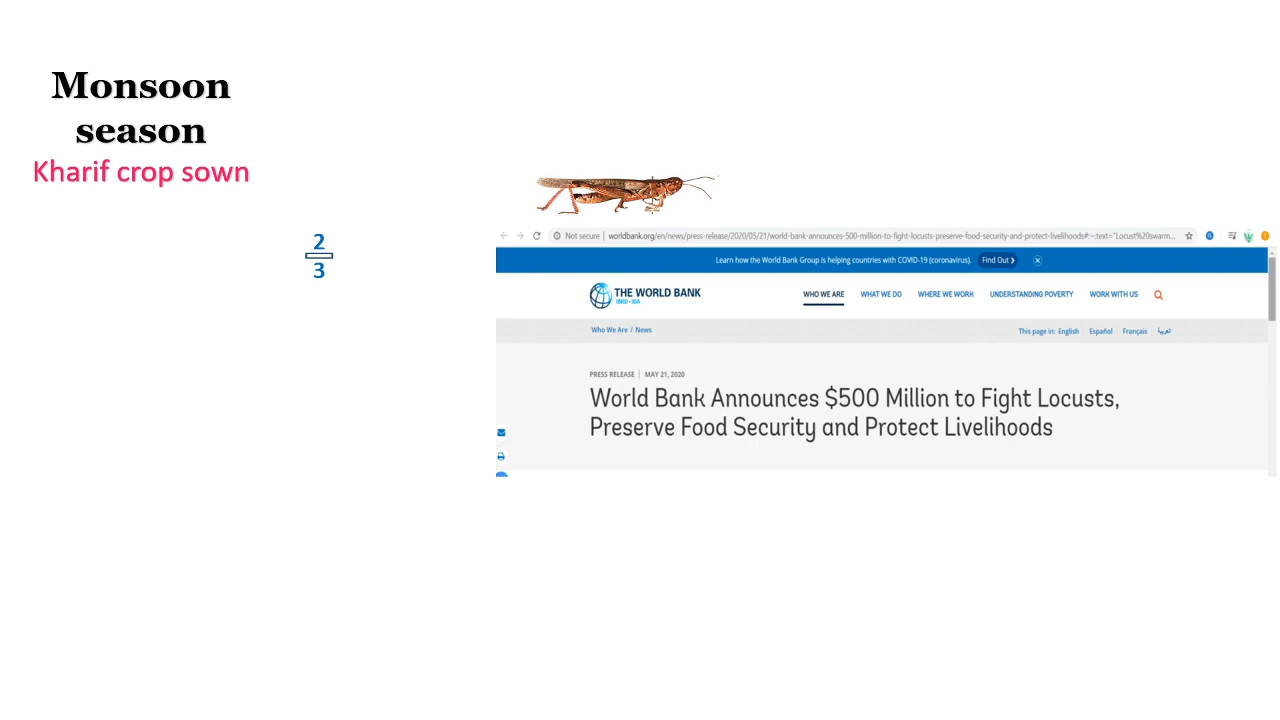 Monsoon
season
Kharif crop sown
2
3
Not secure | worldbank.org/en/news/press-release/2020/05/21/world-bank-announces-500-million-to-fight-locusts-preserve-food-security-and-protect-livelihoods#:~:text="Locust%20swarm...
Learn how the World Bank Group is helping countries with COVID-19 (coronavirus). Find Out
THE WORLD BANK
IBRD • IDA
WHO WE ARE WHAT WE DO WHERE WE WORK UNDERSTANDING POVERTY WORK WITH US
Who We Are / News
This page in: English Español Français العربية
PRESS RELEASE | MAY 21, 2020
World Bank Announces $500 Million to Fight Locusts,
Preserve Food Security and Protect Livelihoods